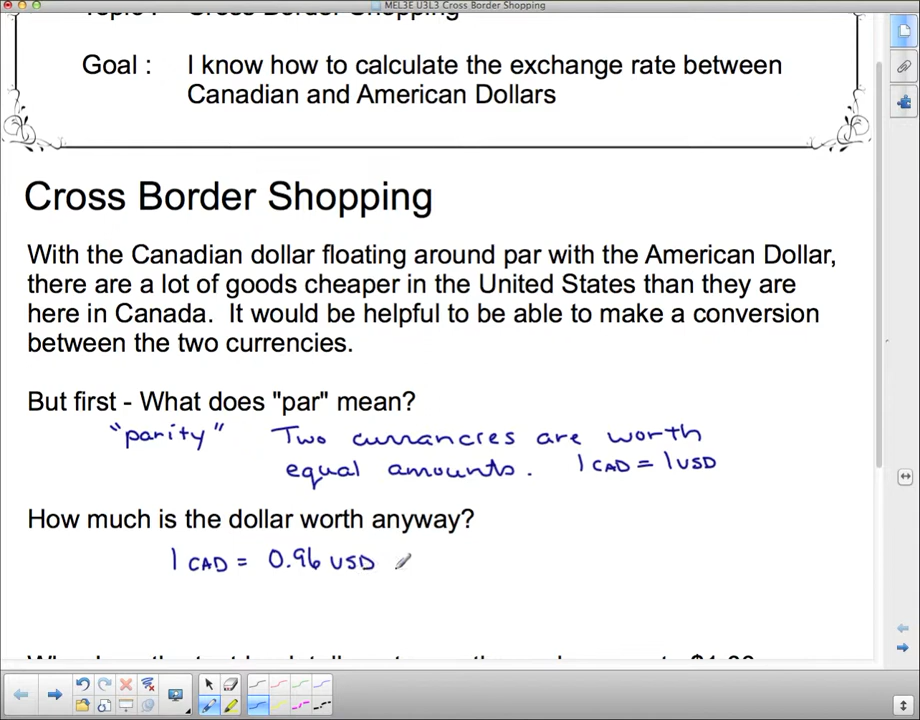 MEL3E U3L3 Cross Border Shopping
Cross Border Shopping
Goal : I know how to calculate the exchange rate between
Canadian and American Dollars
Cross Border Shopping
With the Canadian dollar floating around par with the American Dollar,
there are a lot of goods cheaper in the United States than they are
here in Canada. It would be helpful to be able to make a conversion
between the two currencies.
But first - What does "par" mean?
"parity" Two currancies are worth
equal amounts. 1 CAD = 1 USD
How much is the dollar worth anyway?
1 CAD = 0.96 USD